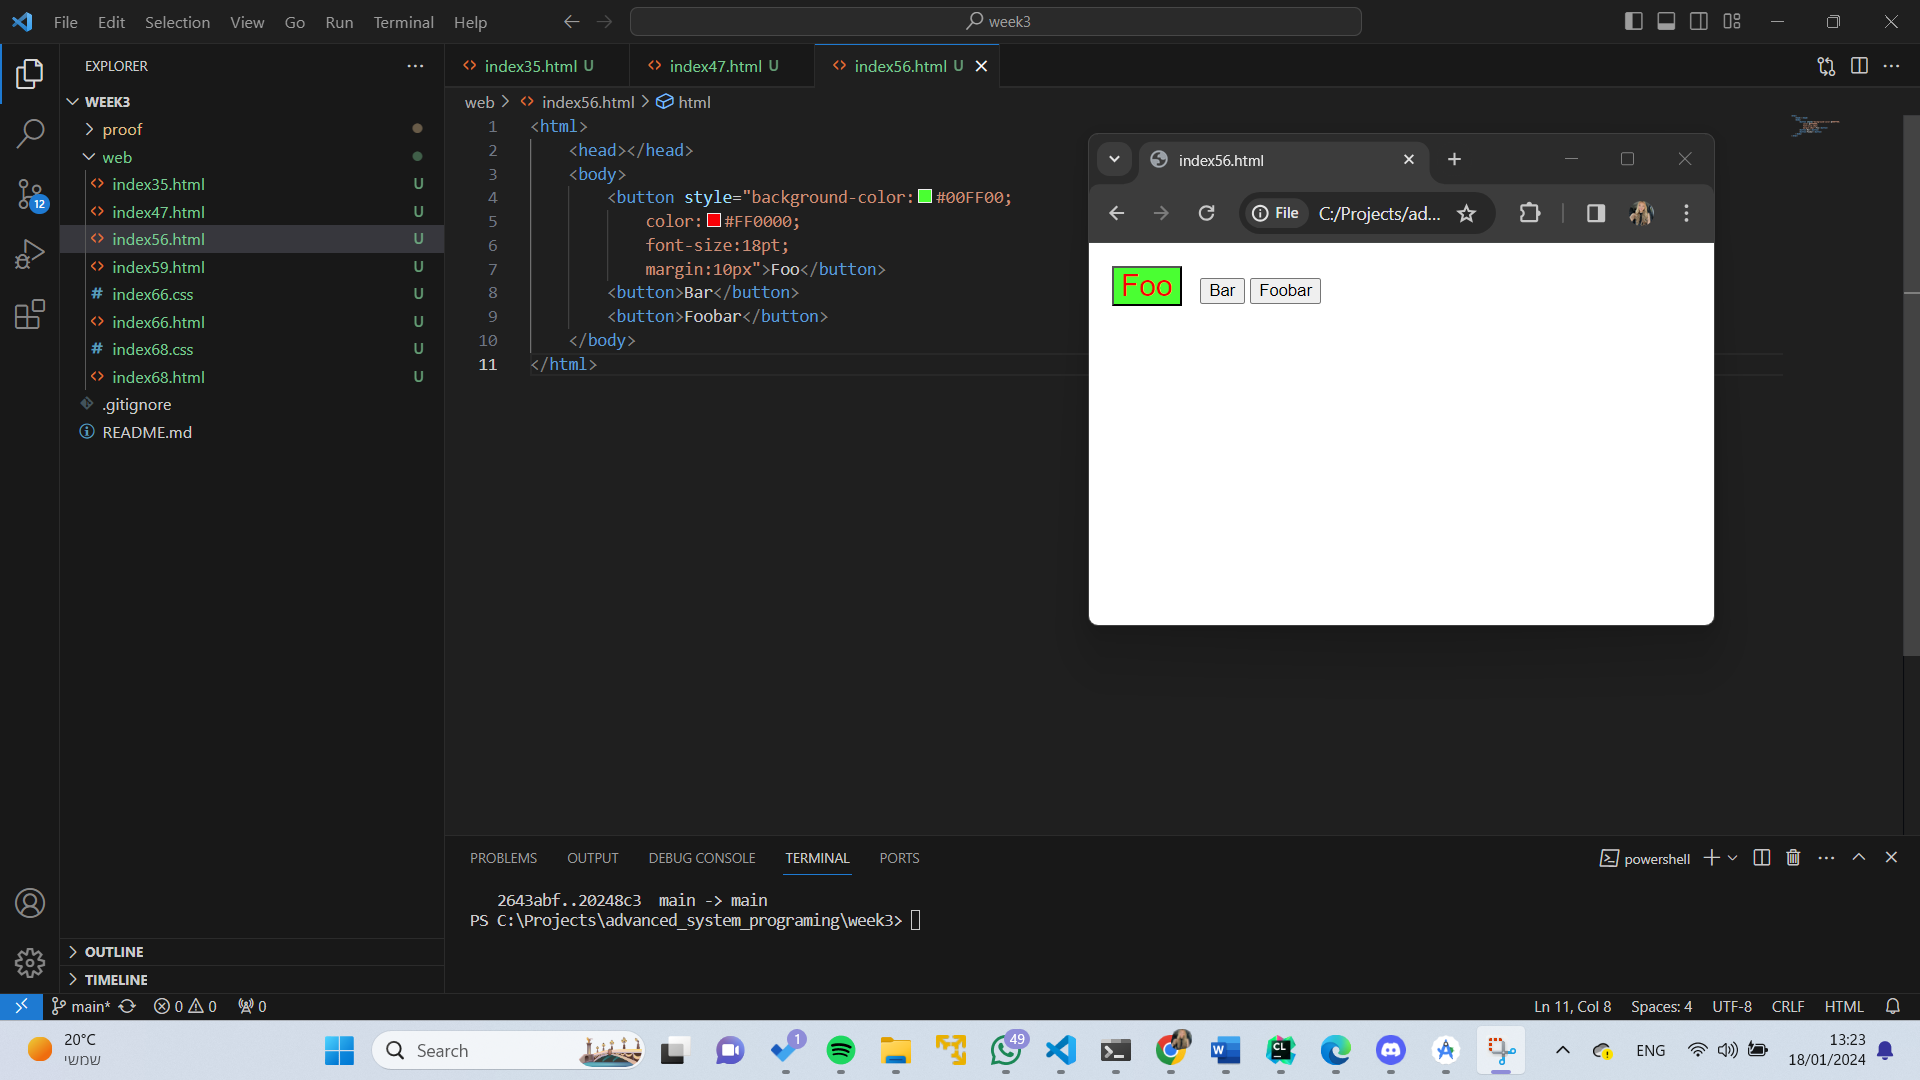 File Edit Selection View Go Run Terminal Help
week3
EXPLORER
WEEK3
proof
web
index35.html U
index47.html U
index56.html U
index59.html U
index66.css U
index66.html U
index68.css U
index68.html U
.gitignore
README.md
OUTLINE
TIMELINE
12
index35.html U
index47.html U
index56.html U
web > index56.html > html
1 <html>
2 <head></head>
3 <body>
4 <button style="background-color:#00FF00;
5 color:#FF0000;
6 font-size:18pt;
7 margin:10px">Foo</button>
8 <button>Bar</button>
9 <button>Foobar</button>
10 </body>
11 </html>
index56.html
File C:/Projects/ad...
Foo Bar Foobar
PROBLEMS OUTPUT DEBUG CONSOLE TERMINAL PORTS
powershell
2643abf..20248c3 main -> main
PS C:\Projects\advanced_system_programing\week3>
main* 0 0 0
Ln 11, Col 8 Spaces: 4 UTF-8 CRLF HTML
20°C
שמשי
Search
1
49
W
CL
ENG
13:23
18/01/2024